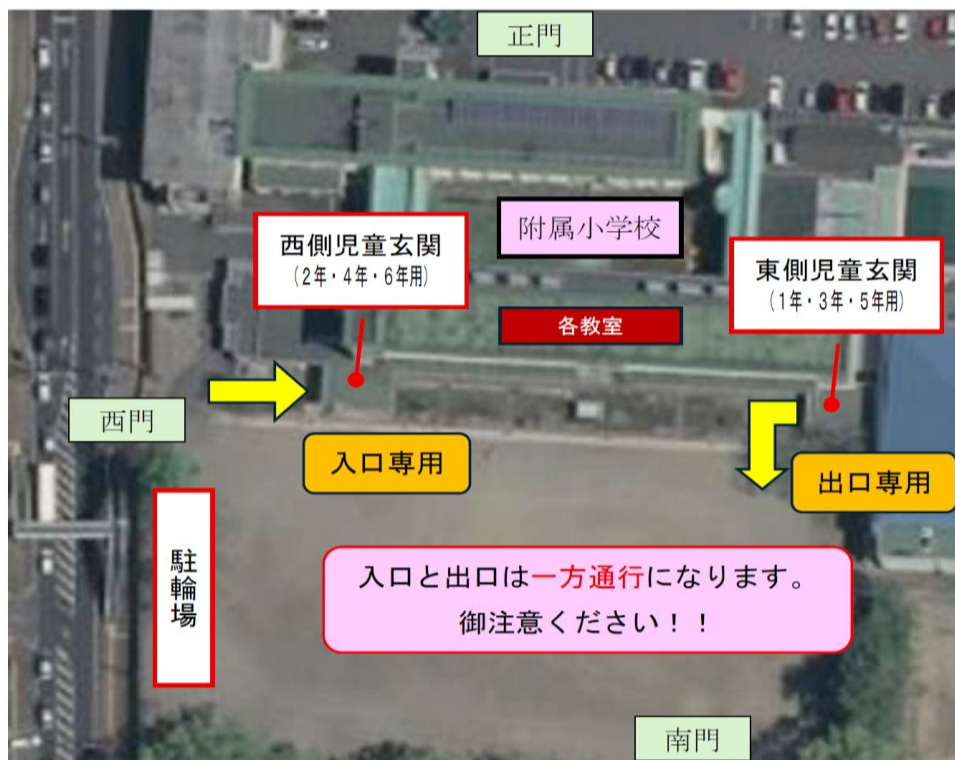 正門
附属小学校
西側児童玄関
（2年・4年・6年用）
東側児童玄関
（1年・3年・5年用）
各教室
西門
入口専用
出口専用
駐輪場
入口と出口は一方通行になります。
御注意ください！！
南門